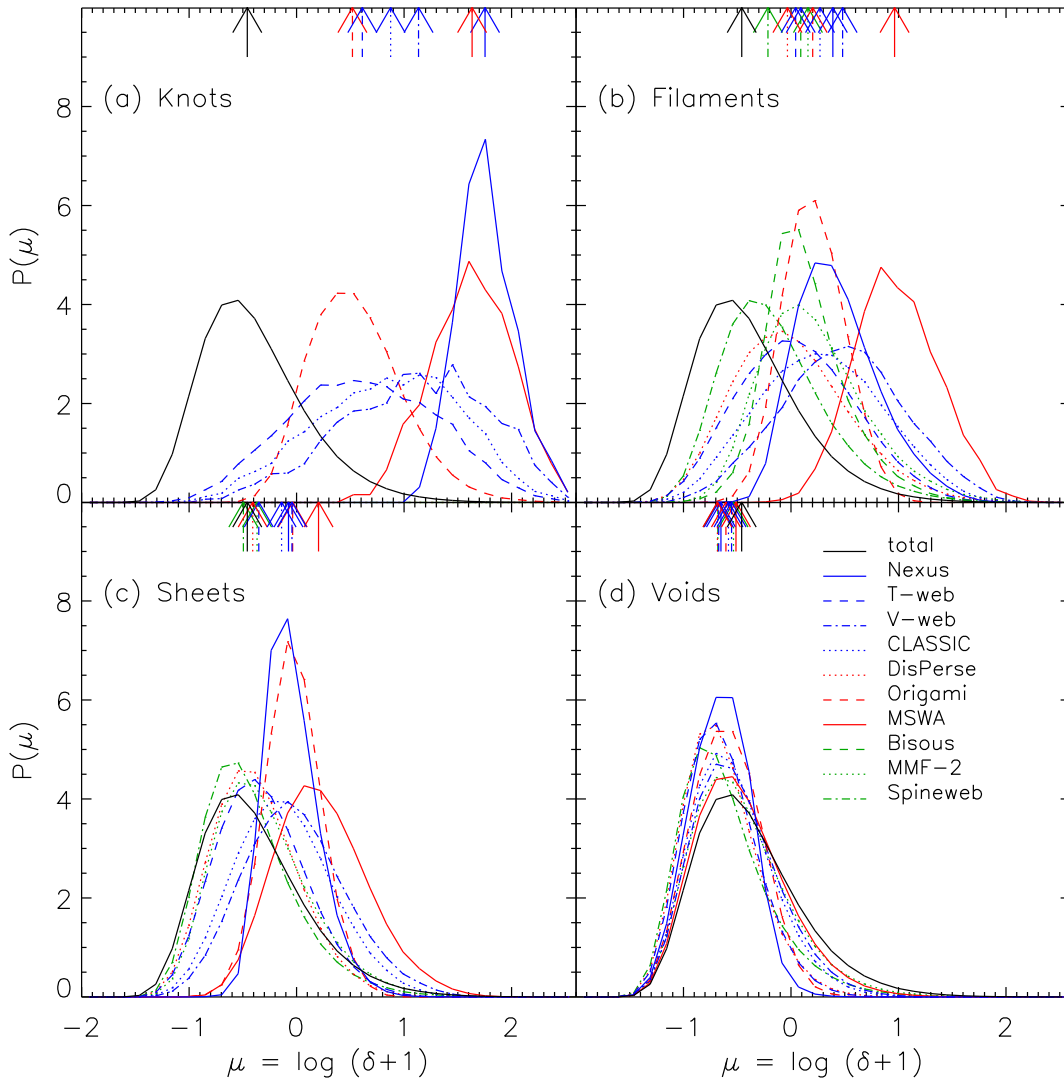 (a) Knots
(b) Filaments
8
6
4
2
0
P(μ)
(c) Sheets
(d) Voids
total
Nexus
T-web
V-web
CLASSIC
DisPerse
Origami
MSWA
Bisous
MMF-2
Spineweb
8
6
4
2
0
P(μ)
-2 -1 0 1 2
-1 0 1 2
μ = log (δ+1)
μ = log (δ+1)